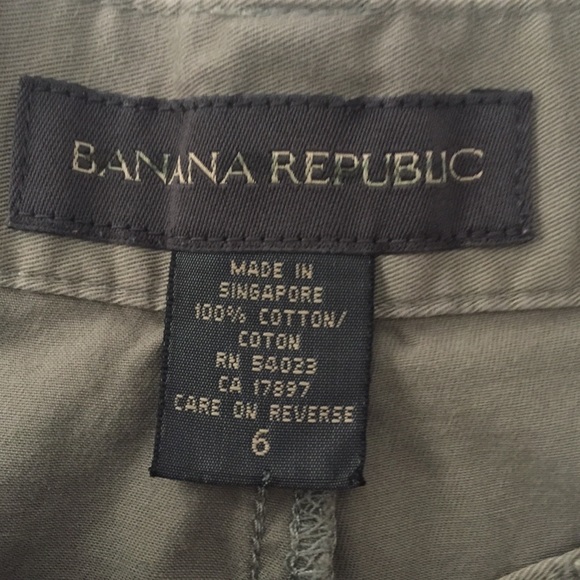 BANANA REPUBLIC
MADE IN
SINGAPORE
100% COTTON/
COTON
RN 54023
CA 17897
CARE ON REVERSE
6